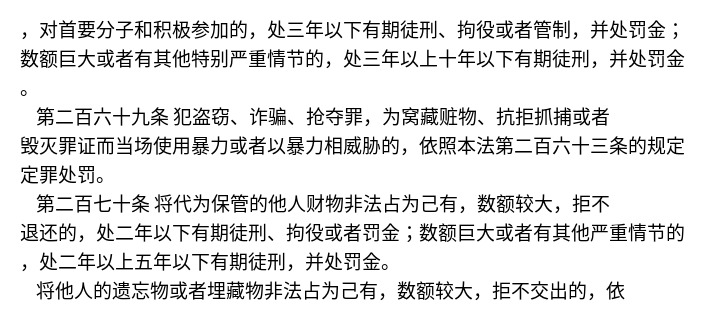 ，对首要分子和积极参加的，处三年以下有期徒刑、拘役或者管制，并处罚金；
数额巨大或者有其他特别严重情节的，处三年以上十年以下有期徒刑，并处罚金
。
第二百六十九条 犯盗窃、诈骗、抢夺罪，为窝藏赃物、抗拒抓捕或者
毁灭罪证而当场使用暴力或者以暴力相威胁的，依照本法第二百六十三条的规定
定罪处罚。
第二百七十条 将代为保管的他人财物非法占为己有，数额较大，拒不
退还的，处二年以下有期徒刑、拘役或者罚金；数额巨大或者有其他严重情节的
，处二年以上五年以下有期徒刑，并处罚金。
将他人的遗忘物或者埋藏物非法占为己有，数额较大，拒不交出的，依